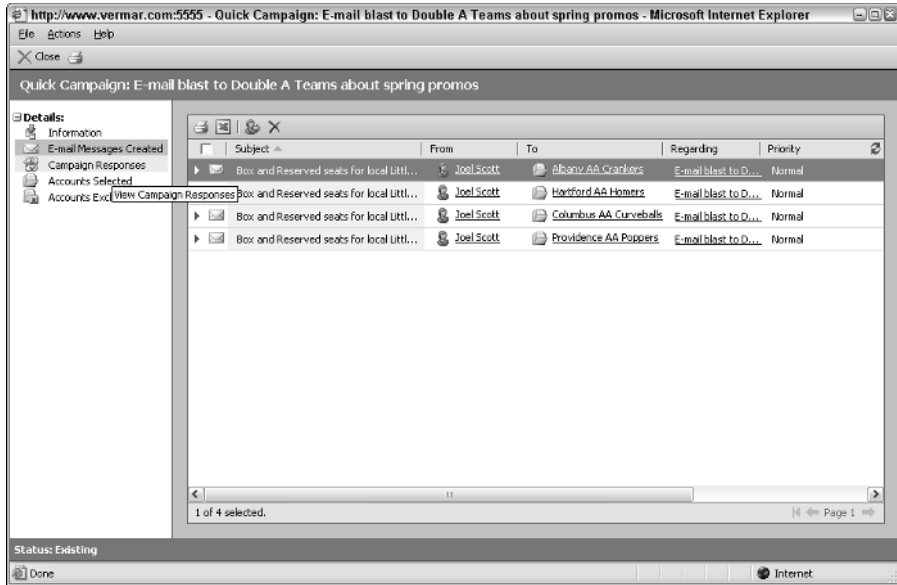 http://www.vermar.com:5555 - Quick Campaign: E-mail blast to Double A Teams about spring promos - Microsoft Internet Explorer
File Actions Help
Close
Quick Campaign: E-mail blast to Double A Teams about spring promos
Details:
Information
E-mail Messages Created
Campaign Responses
Accounts Selected
Accounts Excl
View Campaign Responses
Subject From To Regarding Priority
Box and Reserved seats for local Littl... Joel Scott Albany AA Crankers E-mail blast to D... Normal
Box and Reserved seats for local Littl... Joel Scott Hartford AA Homers E-mail blast to D... Normal
Box and Reserved seats for local Littl... Joel Scott Columbus AA Curveballs E-mail blast to D... Normal
Box and Reserved seats for local Littl... Joel Scott Providence AA Poppers E-mail blast to D... Normal
1 of 4 selected.
Page 1
Status: Existing
Done
Internet